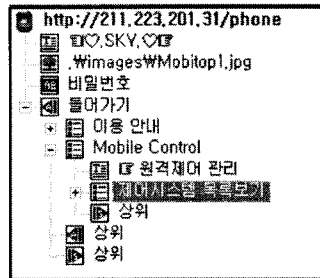 http://211,223,201,31/phone
☜♡,SKY,♡☞
.₩images₩Mobitop1.jpg
비밀번호
들어가기
이용 안내
Mobile Control
☞ 원격제어 관리
제어시스템 목록보기
상위
상위
상위